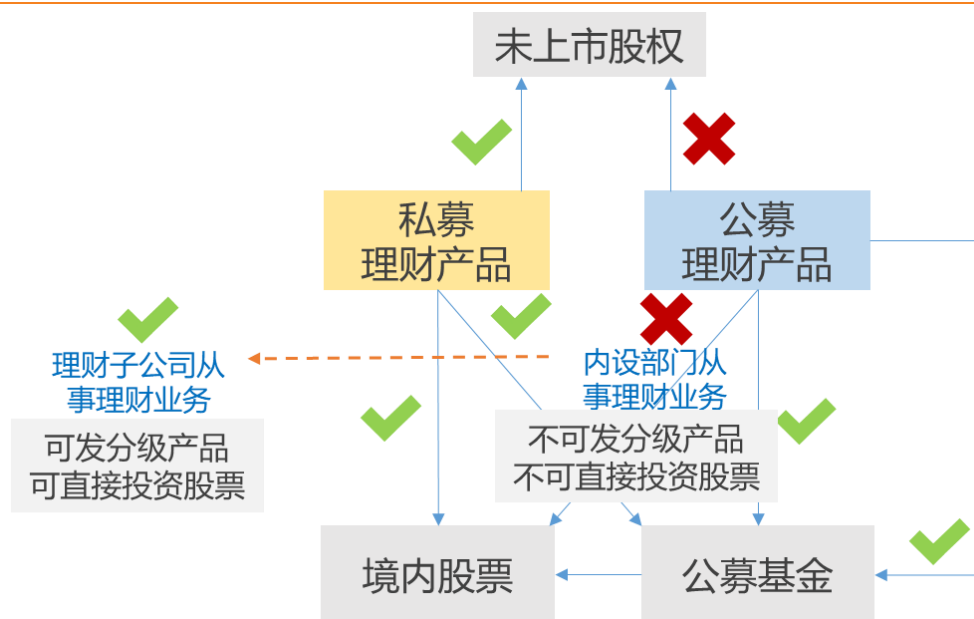 未上市股权
私募
理财产品
公募
理财产品
理财子公司从
事理财业务
可发分级产品
可直接投资股票
内设部门从
事理财业务
不可发分级产品
不可直接投资股票
境内股票
公募基金